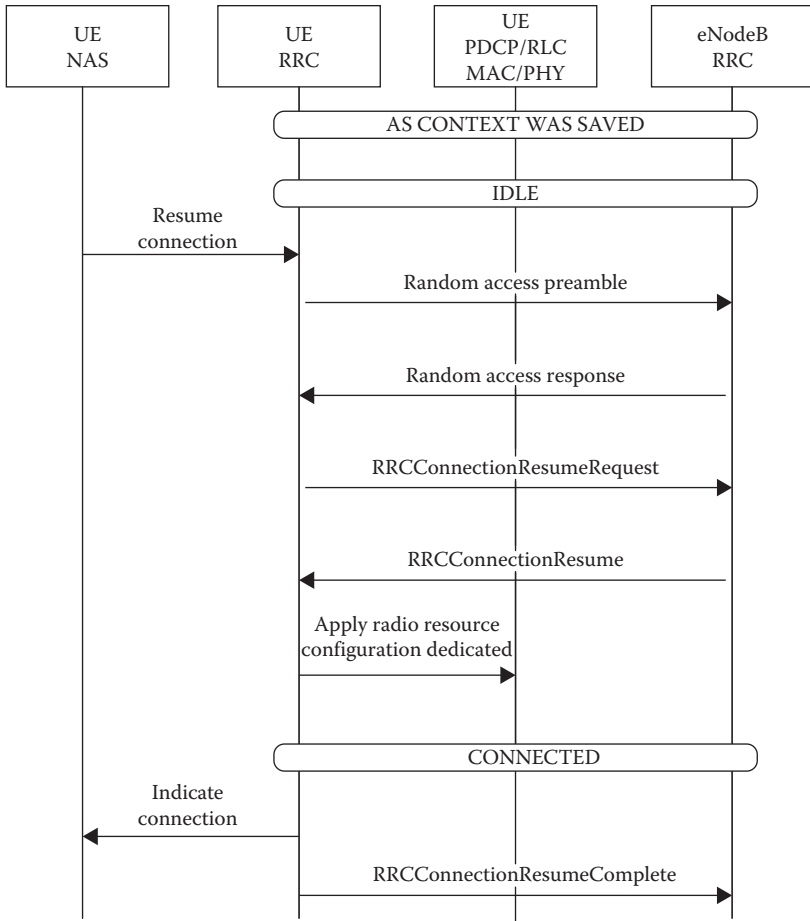 UE
NAS
UE
RRC
UE
PDCP/RLC
MAC/PHY
eNodeB
RRC
AS CONTEXT WAS SAVED
IDLE
Resume
connection
Random access preamble
Random access response
RRCConnectionResumeRequest
RRCConnectionResume
Apply radio resource
configuration dedicated
CONNECTED
Indicate
connection
RRCConnectionResumeComplete